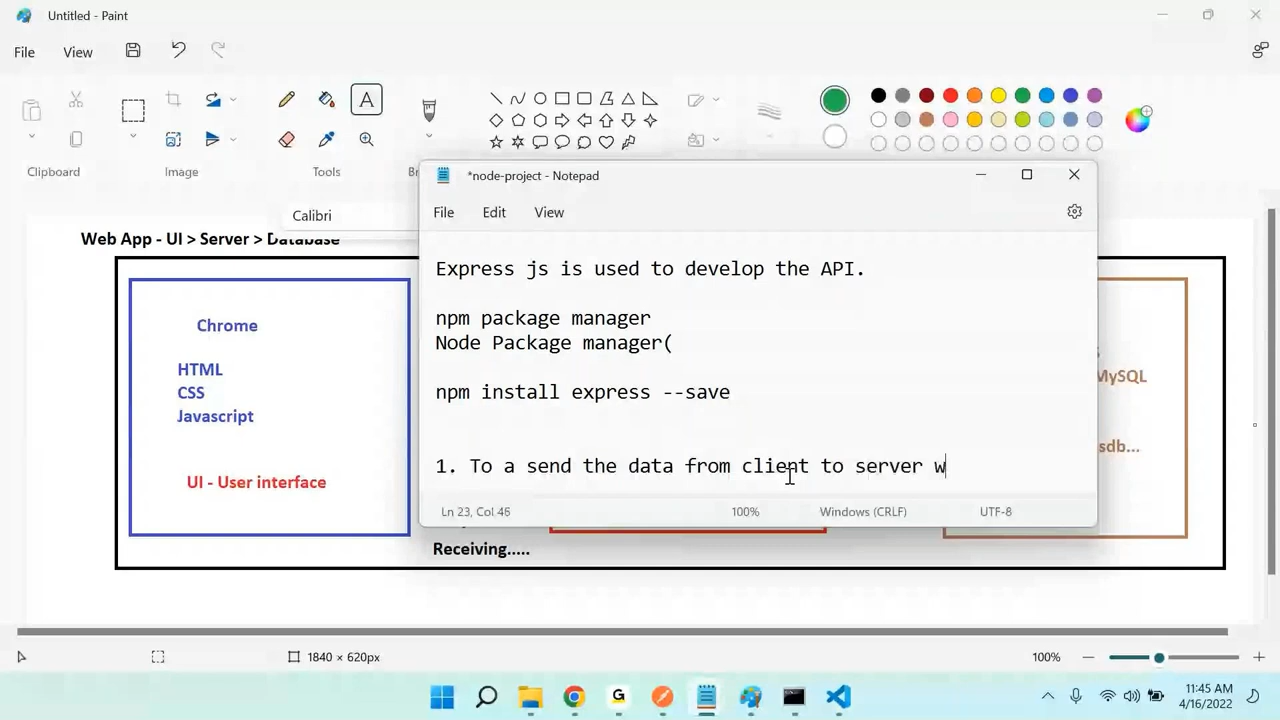 Untitled - Paint
File View
Clipboard
Image
Tools
Calibri
Web App - UI > Server > Database
Chrome
HTML
CSS
Javascript
UI - User interface
*node-project - Notepad
File Edit View
Express js is used to develop the API.
npm package manager
Node Package manager(
npm install express --save
1. To a send the data from client to server w
Ln 23, Col 46
100%
Windows (CRLF)
UTF-8
MySQL
sdb...
Receiving.....
1840 × 620px
100%
11:45 AM
4/16/2022